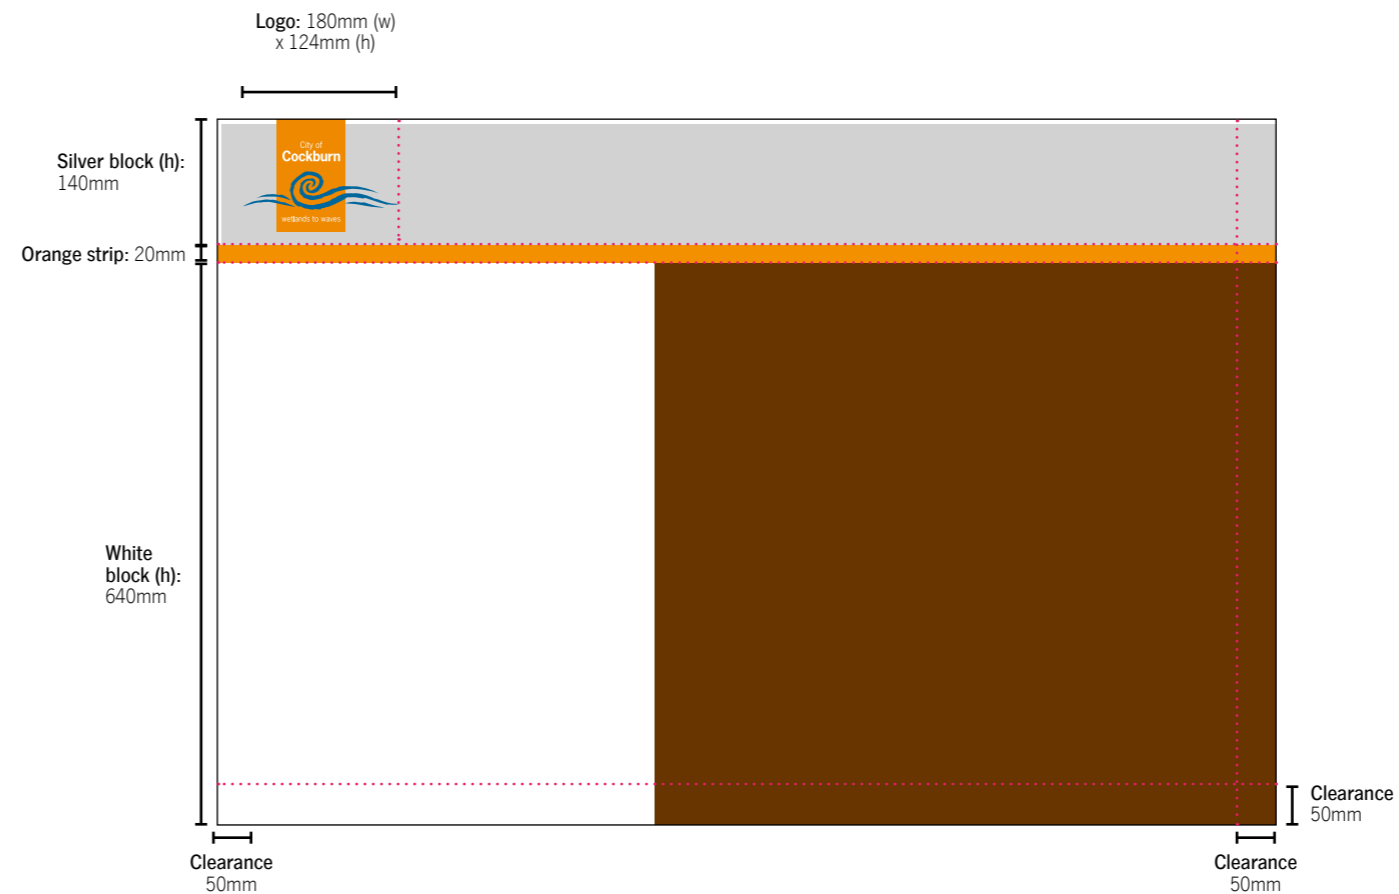 Logo: 180mm (w)
x 124mm (h)
Silver block (h):
140mm
City of
Cockburn
wetlands to waves
Orange strip: 20mm
White
block (h):
640mm
Clearance
50mm
Clearance
50mm
Clearance
50mm